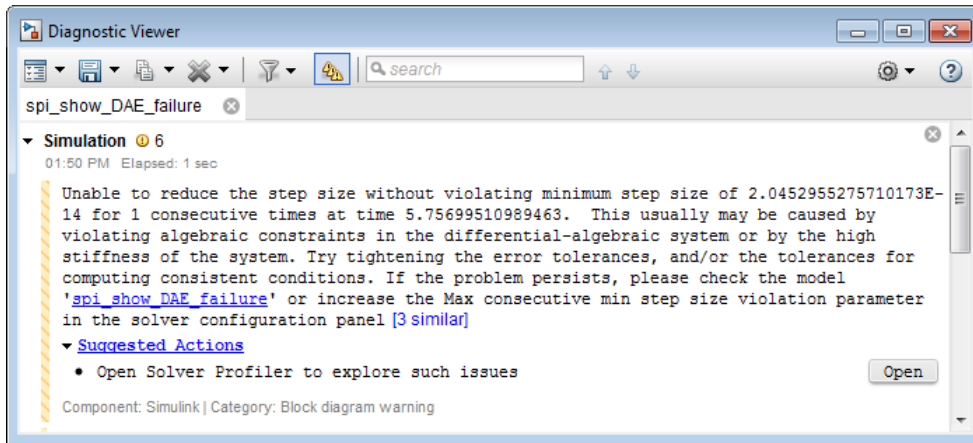 Diagnostic Viewer
search
spi_show_DAE_failure
Simulation 6
01:50 PM Elapsed: 1 sec
Unable to reduce the step size without violating minimum step size of 2.0452955275710173E-
14 for 1 consecutive times at time 5.75699510989463.  This usually may be caused by
violating algebraic constraints in the differential-algebraic system or by the high
stiffness of the system. Try tightening the error tolerances, and/or the tolerances for
computing consistent conditions. If the problem persists, please check the model
'spi_show_DAE_failure' or increase the Max consecutive min step size violation parameter
in the solver configuration panel [3 similar]
Suggested Actions
• Open Solver Profiler to explore such issues
Open
Component: Simulink | Category: Block diagram warning